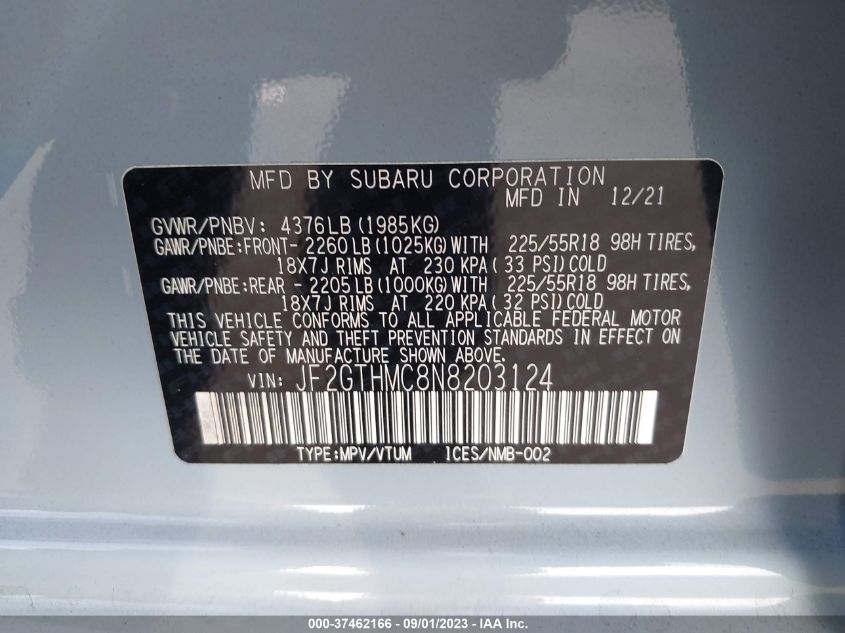 MFD BY SUBARU CORPORATION
MFD IN 12/21
GVWR/PNBV: 4376LB (1985KG)
GAWR/PNBE:FRONT- 2260 LB (1025KG) WITH 225/55R18 98H TIRES,
18X7J RIMS AT 230 KPA ( 33 PSI) COLD
GAWR/PNBE:REAR - 2205 LB (1000KG) WITH 225/55R18 98H TIRES,
18X7J RIMS AT 220 KPA ( 32 PSI) COLD
THIS VEHICLE CONFORMS TO ALL APPLICABLE FEDERAL MOTOR
VEHICLE SAFETY AND THEFT PREVENTION STANDARDS IN EFFECT ON
THE DATE OF MANUFACTURE SHOWN ABOVE.
VIN: JF2GTHMC8N8203124
TYPE:MPV/VTUM ICES/NMB-002
000-37462166 - 09/01/2023 - IAA Inc.